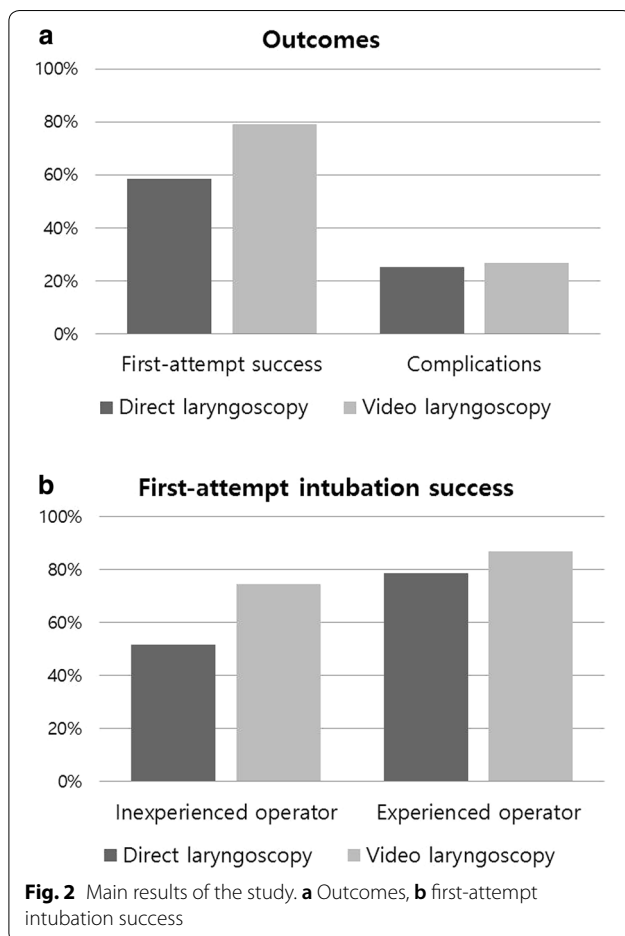 a
Outcomes
100%
80%
60%
40%
20%
0%
First-attempt success Complications
Direct laryngoscopy Video laryngoscopy
b
First-attempt intubation success
100%
80%
60%
40%
20%
0%
Inexperienced operator Experienced operator
Direct laryngoscopy Video laryngoscopy
Fig. 2 Main results of the study. a Outcomes, b first-attempt
intubation success